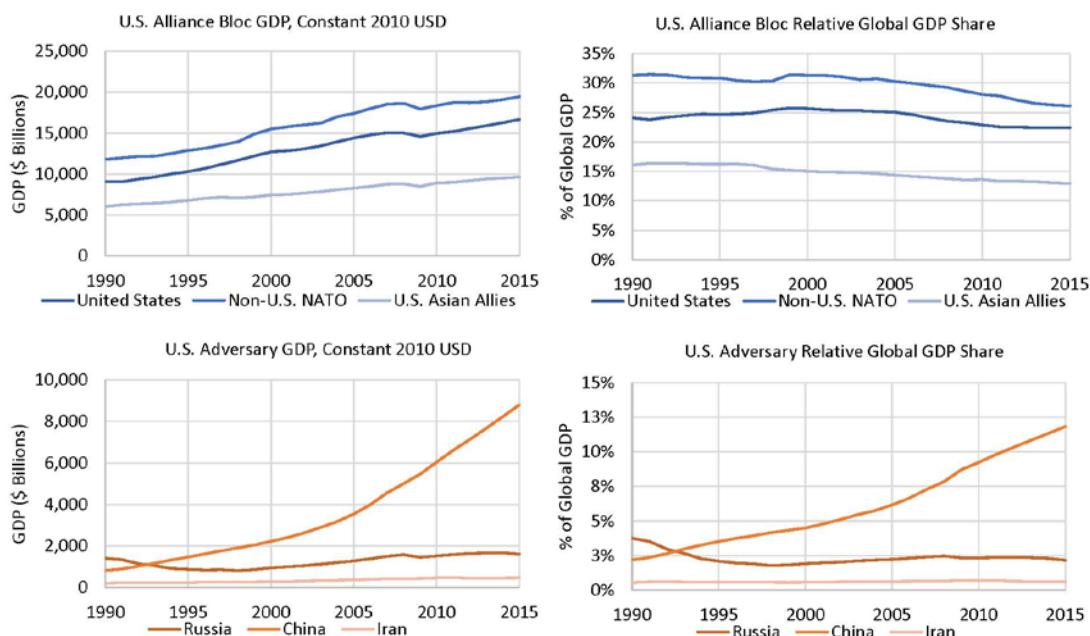 U.S. Alliance Bloc GDP, Constant 2010 USD
25,000
20,000
15,000
10,000
5,000
0
GDP ($ Billions)
1990 1995 2000 2005 2010 2015
United States Non-U.S. NATO U.S. Asian Allies
U.S. Alliance Bloc Relative Global GDP Share
35%
30%
25%
20%
15%
10%
5%
0%
% of Global GDP
1990 1995 2000 2005 2010 2015
United States Non-U.S. NATO U.S. Asian Allies
U.S. Adversary GDP, Constant 2010 USD
10,000
8,000
6,000
4,000
2,000
0
GDP ($ Billions)
1990 1995 2000 2005 2010 2015
Russia China Iran
U.S. Adversary Relative Global GDP Share
15%
13%
10%
8%
5%
3%
0%
% of Global GDP
1990 1995 2000 2005 2010 2015
Russia China Iran